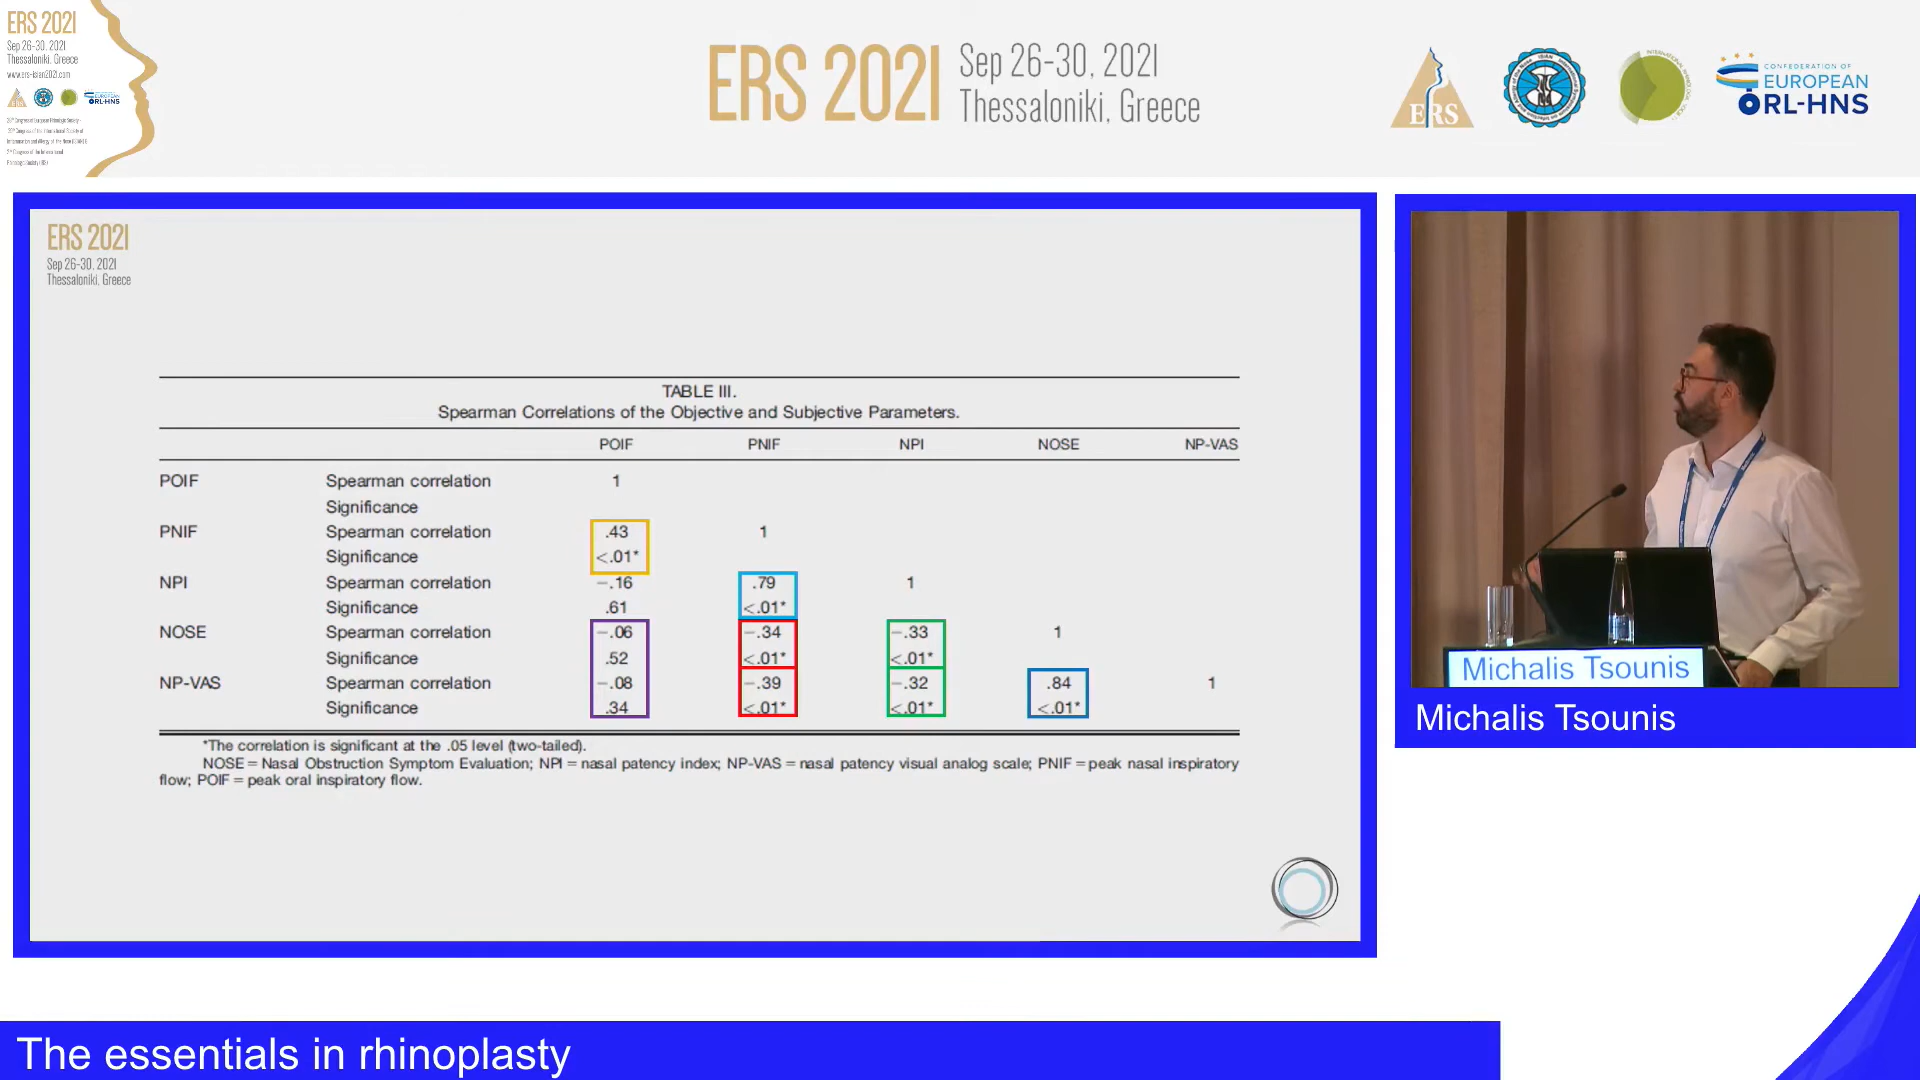 ERS 2021
Sep 26-30, 2021
Thessaloniki, Greece
www.ers-isian2021.com
ERS 2021
Sep 26-30, 2021
Thessaloniki, Greece
ERS
CONFEDERATION OF
EUROPEAN
ORL-HNS
ERS 2021
Sep 26-30, 2021
Thessaloniki, Greece
TABLE III.
Spearman Correlations of the Objective and Subjective Parameters.
POIF PNIF NPI NOSE NP-VAS
POIF Spearman correlation 1
Significance
PNIF Spearman correlation .43 1
Significance <.01*
NPI Spearman correlation −.16 .79 1
Significance .61 <.01*
NOSE Spearman correlation −.06 −.34 −.33 1
Significance .52 <.01* <.01*
NP-VAS Spearman correlation −.08 −.39 −.32 .84 1
Significance .34 <.01* <.01* <.01*
*The correlation is significant at the .05 level (two-tailed).
NOSE = Nasal Obstruction Symptom Evaluation; NPI = nasal patency index; NP-VAS = nasal patency visual analog scale; PNIF = peak nasal inspiratory
flow; POIF = peak oral inspiratory flow.
Michalis Tsounis
Michalis Tsounis
The essentials in rhinoplasty